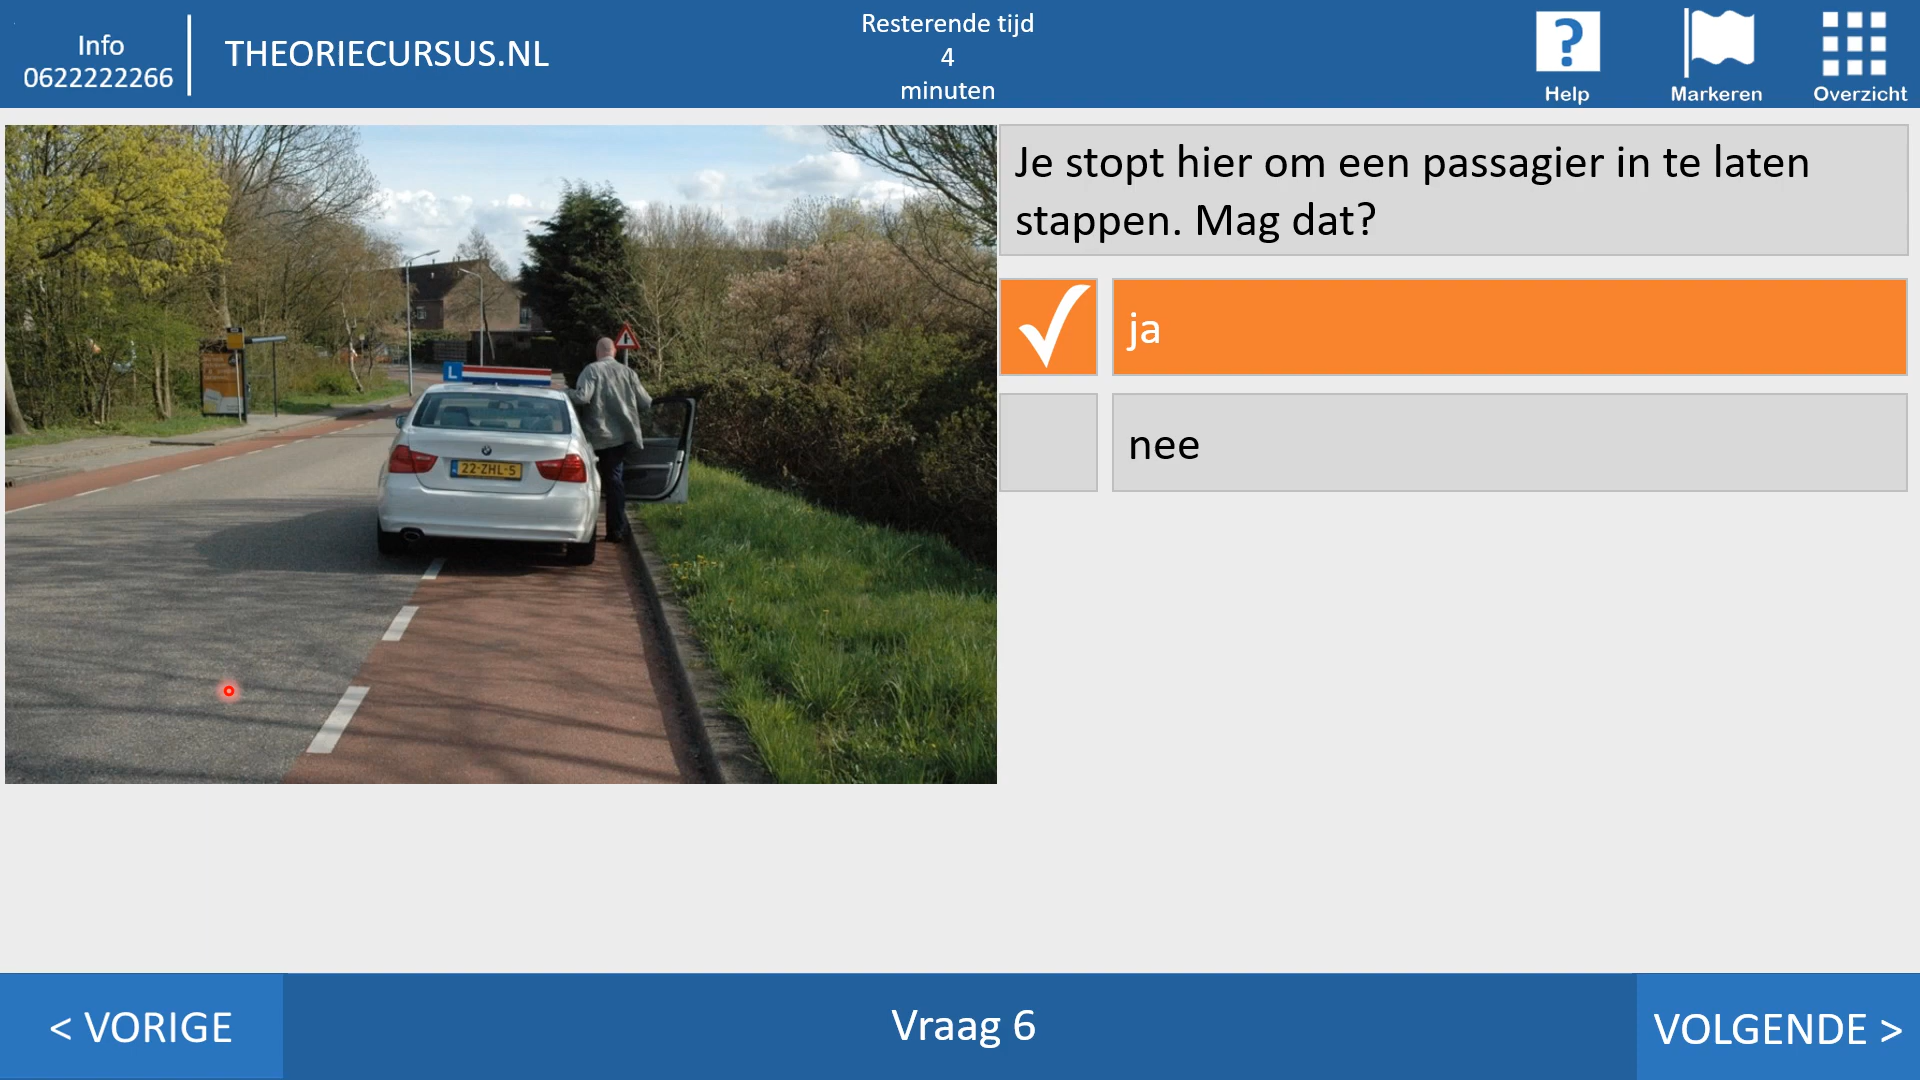 Info
0622222266
THEORIECURSUS.NL
Resterende tijd
4
minuten
?
Help
Markeren
Overzicht
Je stopt hier om een passagier in te laten
stappen. Mag dat?
ja
nee
L
22-ZHL-5
< VORIGE
Vraag 6
VOLGENDE >